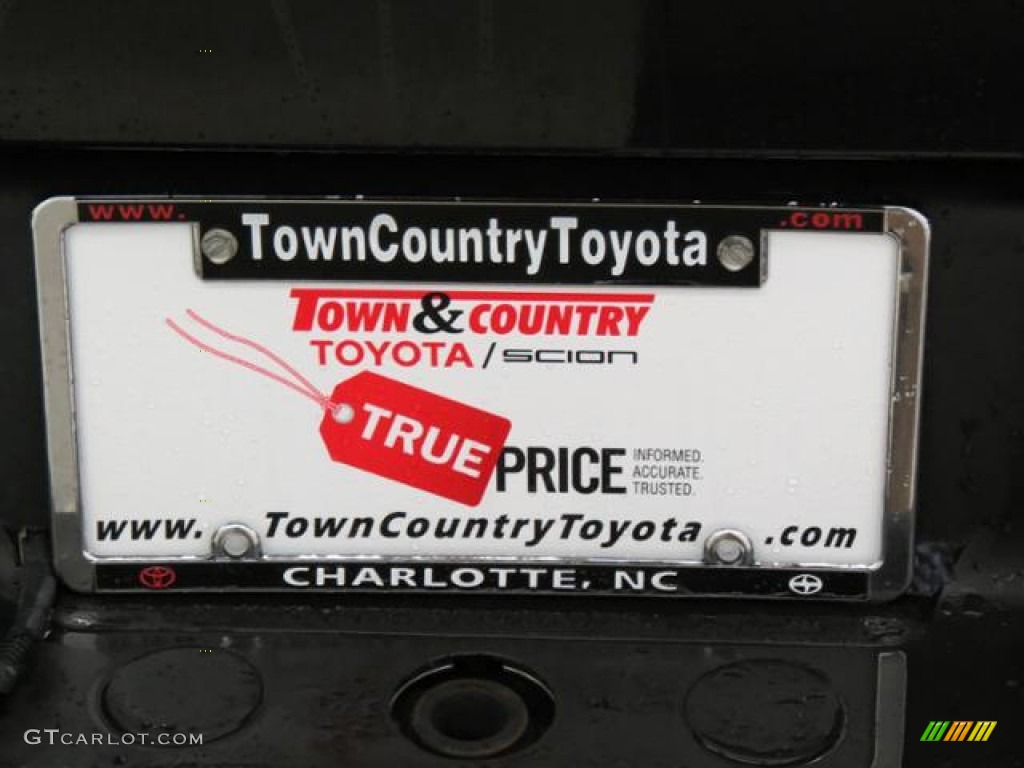 www. TownCountryToyota .com
TOWN & COUNTRY
TOYOTA / SCION
TRUE PRICE INFORMED.
ACCURATE.
TRUSTED.
www. TownCountryToyota .com
CHARLOTTE, NC
GTCARLOT.COM